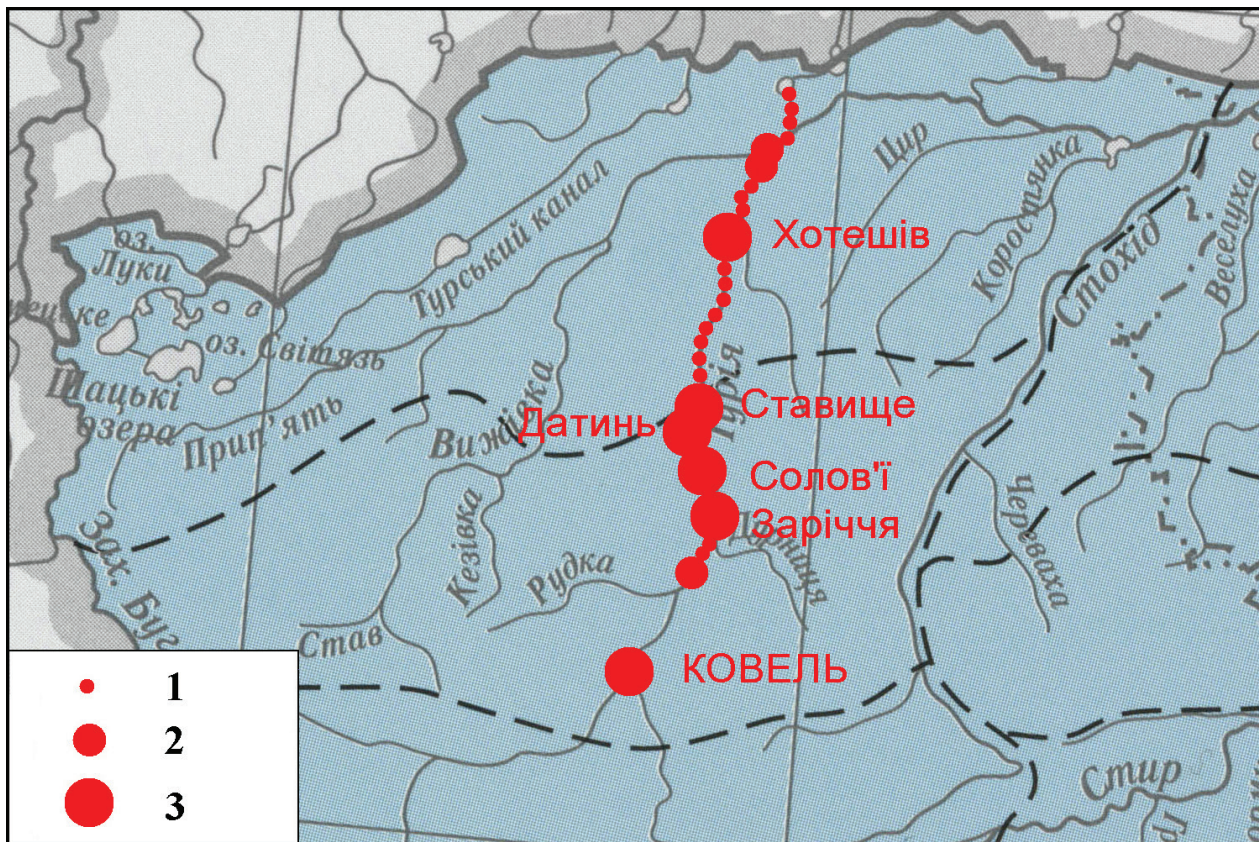 Цир
Коростянка
Веселуха
Хотешів
оз.
Луки
Турський канал
Стохід
оз. Світязь
Шацькі
озера
Прип’ять
Вижівка
Турія
Ставище
Датинь
Солов'ї
Заріччя
Кезівка
Рудка
Череваха
Зах. Буг
Став
КОВЕЛЬ
Стир
1
2
3